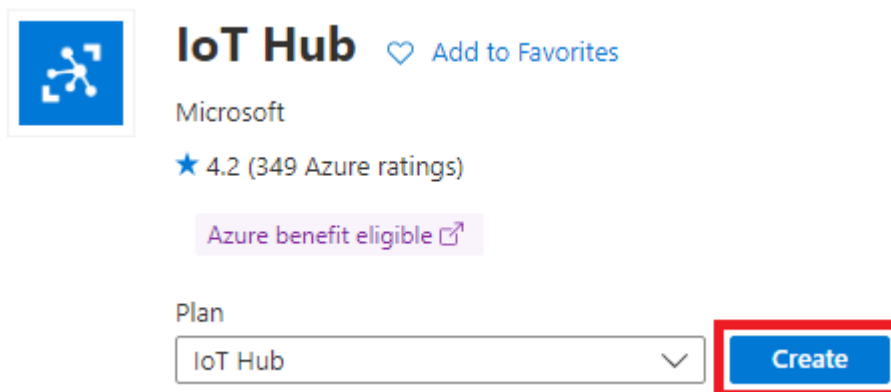 IoT Hub Add to Favorites
Microsoft
4.2 (349 Azure ratings)
Azure benefit eligible
Plan
IoT Hub Create